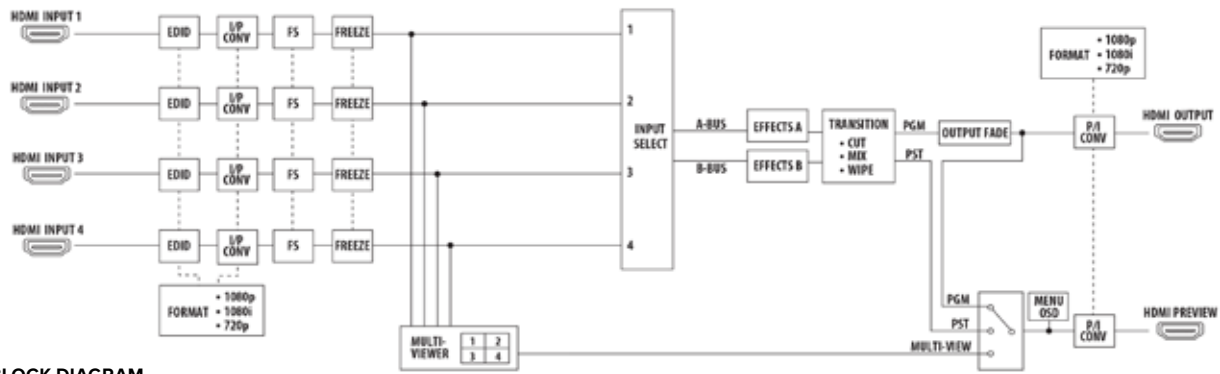 HDMI INPUT 1
EDID
I/P
CONV
FS
FREEZE
HDMI INPUT 2
EDID
I/P
CONV
FS
FREEZE
HDMI INPUT 3
EDID
I/P
CONV
FS
FREEZE
HDMI INPUT 4
EDID
I/P
CONV
FS
FREEZE
FORMAT
• 1080p
• 1080i
• 720p
MULTI-
VIEWER
1 2
3 4
1
2
3
4
INPUT
SELECT
A-BUS
B-BUS
EFFECTS A
EFFECTS B
TRANSITION
• CUT
• MIX
• WIPE
PGM
PST
OUTPUT FADE
FORMAT
• 1080p
• 1080i
• 720p
P/I
CONV
HDMI OUTPUT
PGM
PST
MULTI-VIEW
MENU
OSD
P/I
CONV
HDMI PREVIEW
DIAGRAM